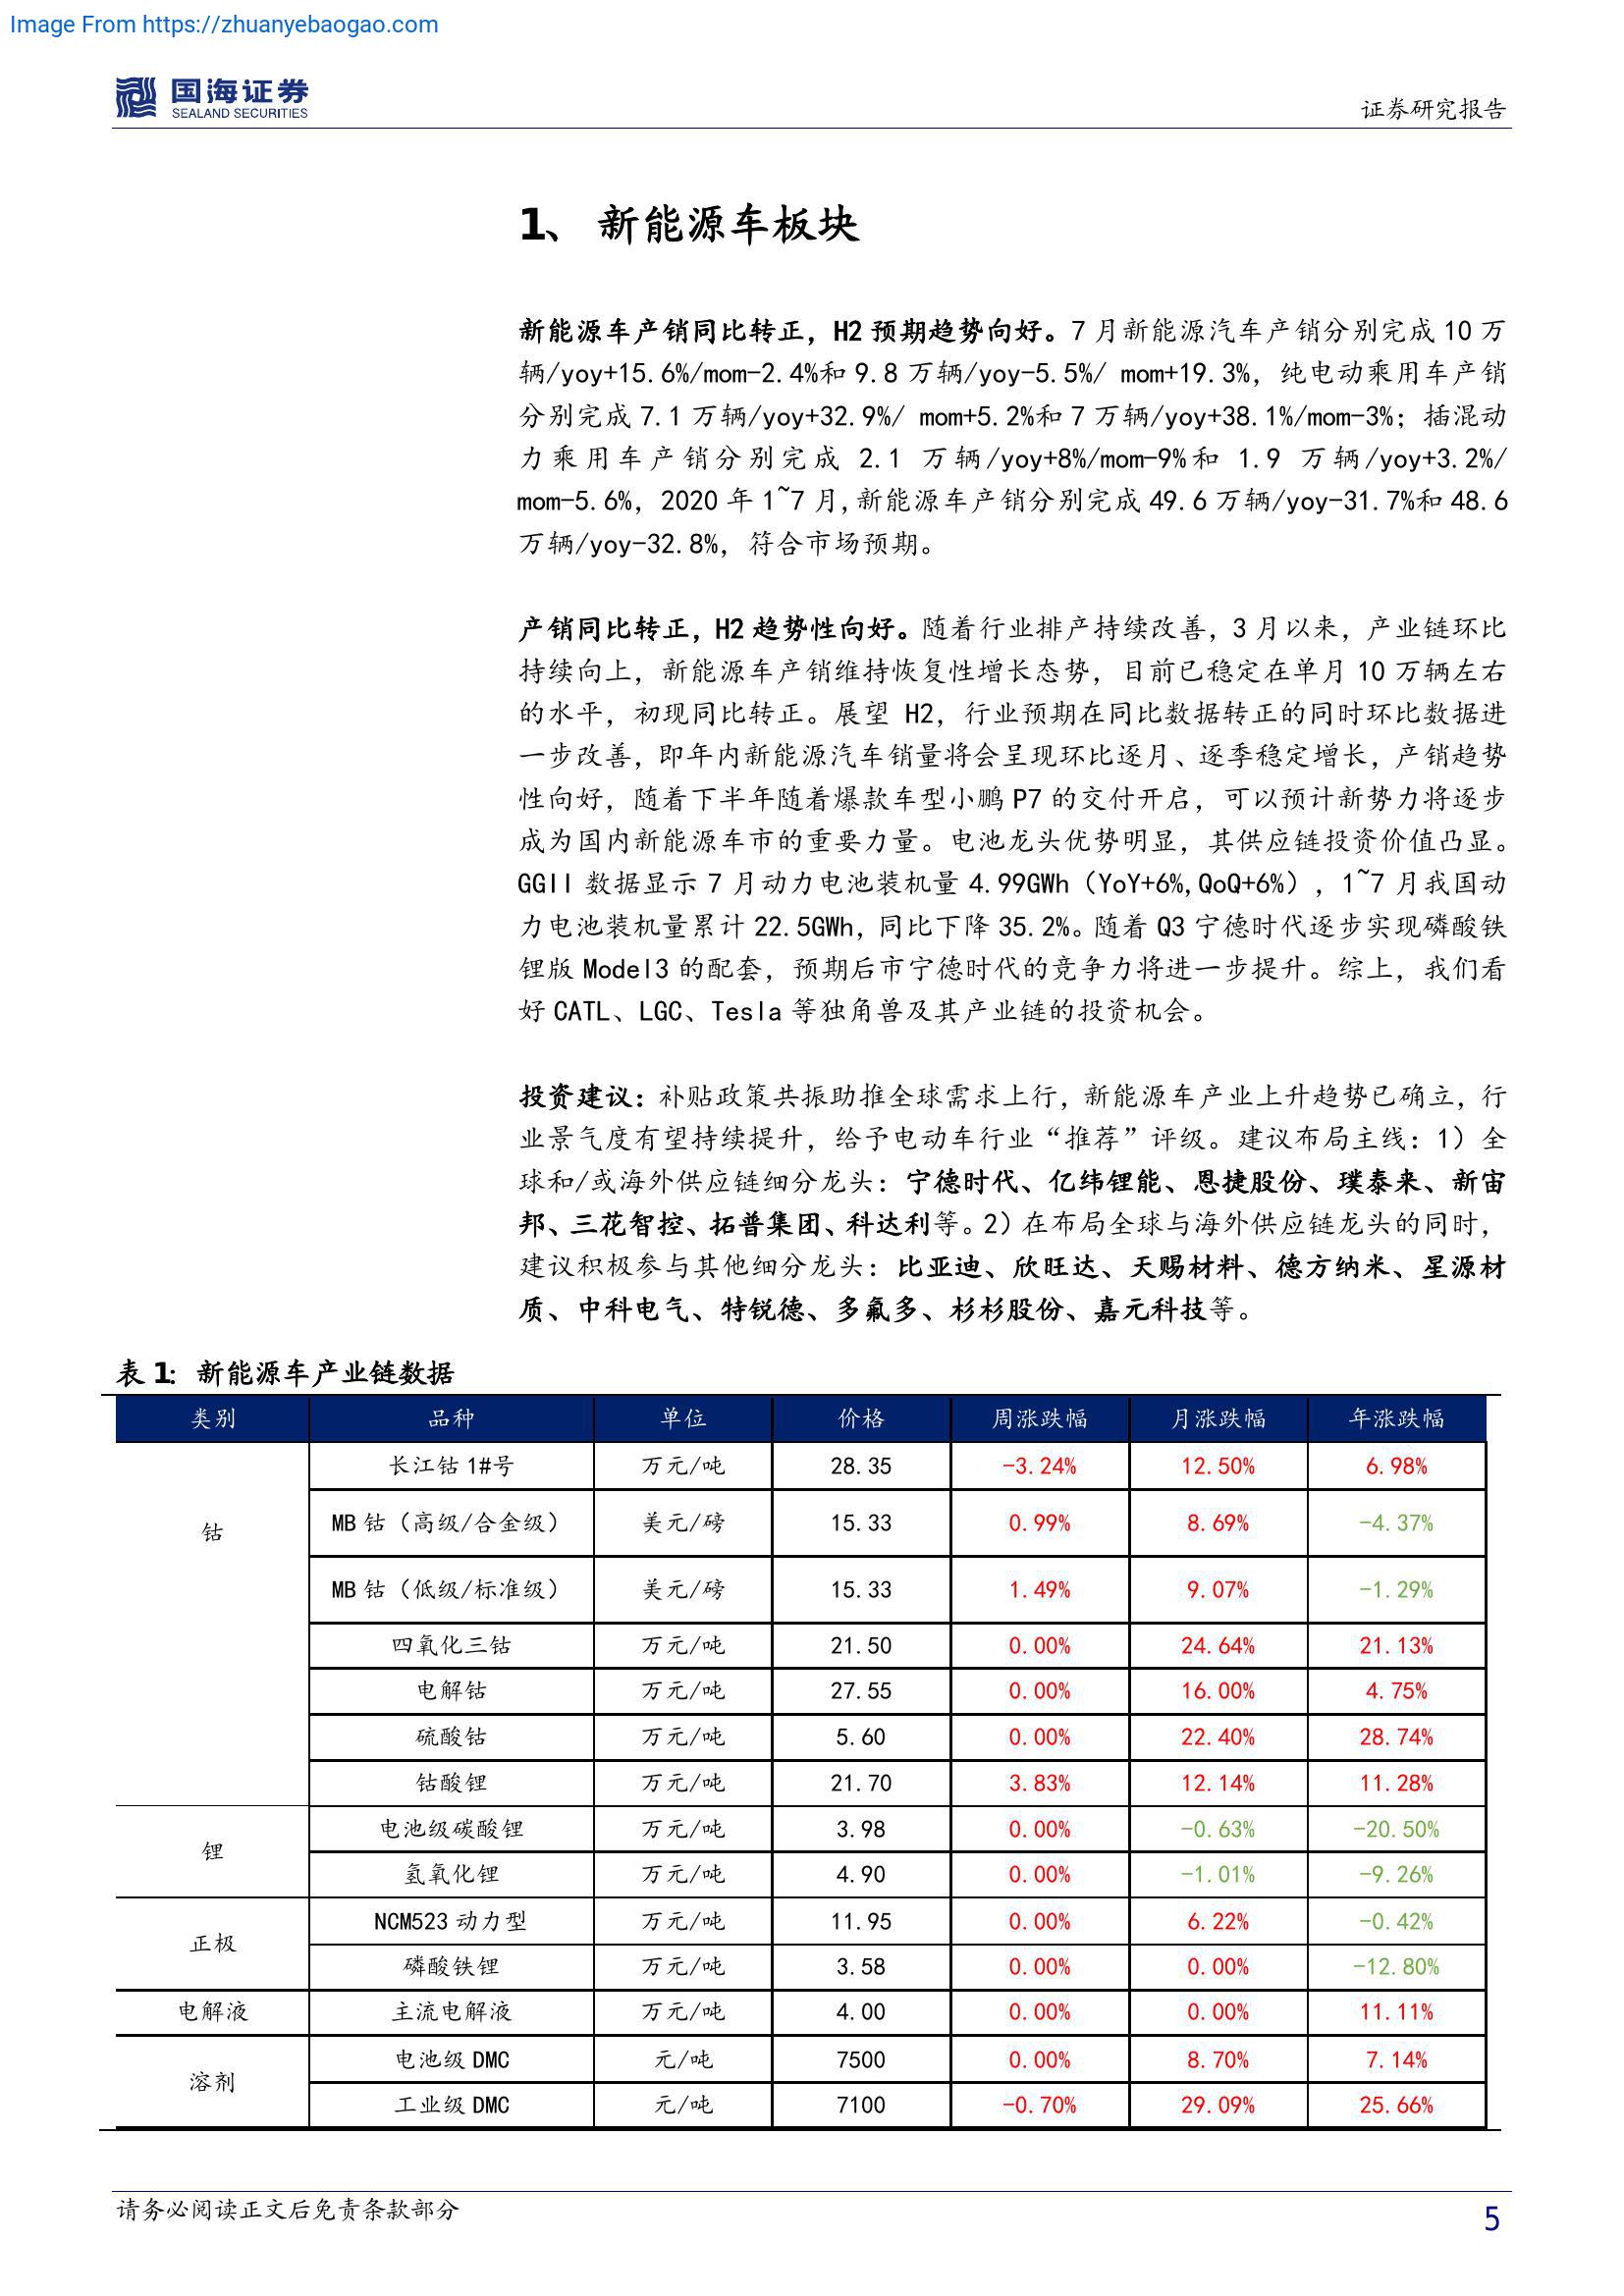 Image From https://zhuanyebaogao.com
国海证券
SEALAND SECURITIES
证券研究报告
1、 新能源车板块
新能源车产销同比转正，H2 预期趋势向好。7 月新能源汽车产销分别完成 10 万
辆/yoy+15.6%/mom-2.4%和 9.8 万辆/yoy-5.5%/ mom+19.3%，纯电动乘用车产销
分别完成 7.1 万辆/yoy+32.9%/ mom+5.2%和 7 万辆/yoy+38.1%/mom-3%；插混动
力乘用车产销分别完成 2.1 万辆/yoy+8%/mom-9%和 1.9 万辆/yoy+3.2%/
mom-5.6%，2020 年 1~7 月,新能源车产销分别完成 49.6 万辆/yoy-31.7%和 48.6
万辆/yoy-32.8%，符合市场预期。
产销同比转正，H2 趋势性向好。随着行业排产持续改善，3 月以来，产业链环比
持续向上，新能源车产销维持恢复性增长态势，目前已稳定在单月 10 万辆左右
的水平，初现同比转正。展望 H2，行业预期在同比数据转正的同时环比数据进
一步改善，即年内新能源汽车销量将会呈现环比逐月、逐季稳定增长，产销趋势
性向好，随着下半年随着爆款车型小鹏 P7 的交付开启，可以预计新势力将逐步
成为国内新能源车市的重要力量。电池龙头优势明显，其供应链投资价值凸显。
GGII 数据显示 7 月动力电池装机量 4.99GWh（YoY+6%,QoQ+6%），1~7 月我国动
力电池装机量累计 22.5GWh，同比下降 35.2%。随着 Q3 宁德时代逐步实现磷酸铁
锂版 Model3 的配套，预期后市宁德时代的竞争力将进一步提升。综上，我们看
好 CATL、LGC、Tesla 等独角兽及其产业链的投资机会。
投资建议：补贴政策共振助推全球需求上行，新能源车产业上升趋势已确立，行
业景气度有望持续提升，给予电动车行业“推荐”评级。建议布局主线：1）全
球和/或海外供应链细分龙头：宁德时代、亿纬锂能、恩捷股份、璞泰来、新宙
邦、三花智控、拓普集团、科达利等。2）在布局全球与海外供应链龙头的同时，
建议积极参与其他细分龙头：比亚迪、欣旺达、天赐材料、德方纳米、星源材
质、中科电气、特锐德、多氟多、杉杉股份、嘉元科技等。
表 1: 新能源车产业链数据
类别 品种 单位 价格 周涨跌幅 月涨跌幅 年涨跌幅
钴 长江钴 1#号 万元/吨 28.35 -3.24% 12.50% 6.98%
MB 钴（高级/合金级） 美元/磅 15.33 0.99% 8.69% -4.37%
MB 钴（低级/标准级） 美元/磅 15.33 1.49% 9.07% -1.29%
四氧化三钴 万元/吨 21.50 0.00% 24.64% 21.13%
电解钴 万元/吨 27.55 0.00% 16.00% 4.75%
硫酸钴 万元/吨 5.60 0.00% 22.40% 28.74%
钴酸锂 万元/吨 21.70 3.83% 12.14% 11.28%
锂 电池级碳酸锂 万元/吨 3.98 0.00% -0.63% -20.50%
氢氧化锂 万元/吨 4.90 0.00% -1.01% -9.26%
正极 NCM523 动力型 万元/吨 11.95 0.00% 6.22% -0.42%
磷酸铁锂 万元/吨 3.58 0.00% 0.00% -12.80%
电解液 主流电解液 万元/吨 4.00 0.00% 0.00% 11.11%
溶剂 电池级 DMC 元/吨 7500 0.00% 8.70% 7.14%
工业级 DMC 元/吨 7100 -0.70% 29.09% 25.66%
请务必阅读正文后免责条款部分
5